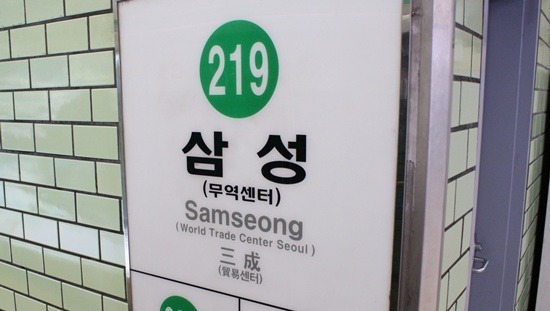 219
삼 성
(무역센터)
Samseong
(World Trade Center Seoul)
三 成
(貿易센터)